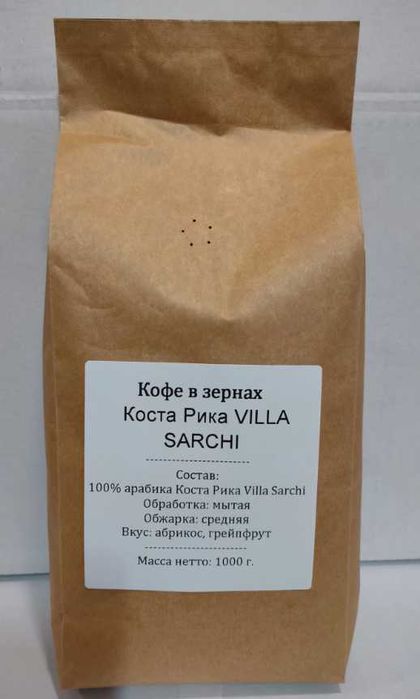 Кофе в зернах
Коста Рика VILLA
SARCHI
--------------------
Состав:
100% арабика Коста Рика Villa Sarchi
Обработка: мытая
Обжарка: средняя
Вкус: абрикос, грейпфрут
--------------------
Масса нетто: 1000 г.